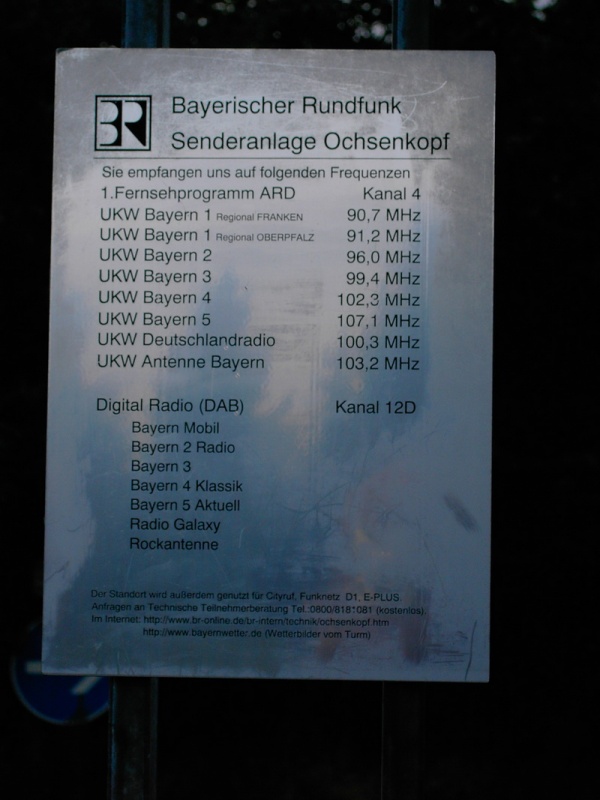 BR
Bayerischer Rundfunk
Senderanlage Ochsenkopf
Sie empfangen uns auf folgenden Frequenzen
1.Fernsehprogramm ARD Kanal 4
UKW Bayern 1 Regional FRANKEN 90,7 MHz
UKW Bayern 1 Regional OBERPFALZ 91,2 MHz
UKW Bayern 2 96,0 MHz
UKW Bayern 3 99,4 MHz
UKW Bayern 4 102,3 MHz
UKW Bayern 5 107,1 MHz
UKW Deutschlandradio 100,3 MHz
UKW Antenne Bayern 103,2 MHz
Digital Radio (DAB) Kanal 12D
Bayern Mobil
Bayern 2 Radio
Bayern 3
Bayern 4 Klassik
Bayern 5 Aktuell
Radio Galaxy
Rockantenne
Der Standort wird außerdem genutzt für Cityruf, Funknetz D1, E-PLUS.
Anfragen an Technische Teilnehmerberatung Tel.:0800/8181081 (kostenlos)
Im Internet: http://www.br-online.de/br-intern/technik/ochsenkopf.htm
http://www.bayernwetter.de (Wetterbilder vom Turm)